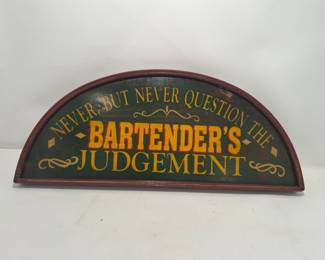 NEVER, BUT NEVER QUESTION THE
BARTENDER'S
JUDGEMENT